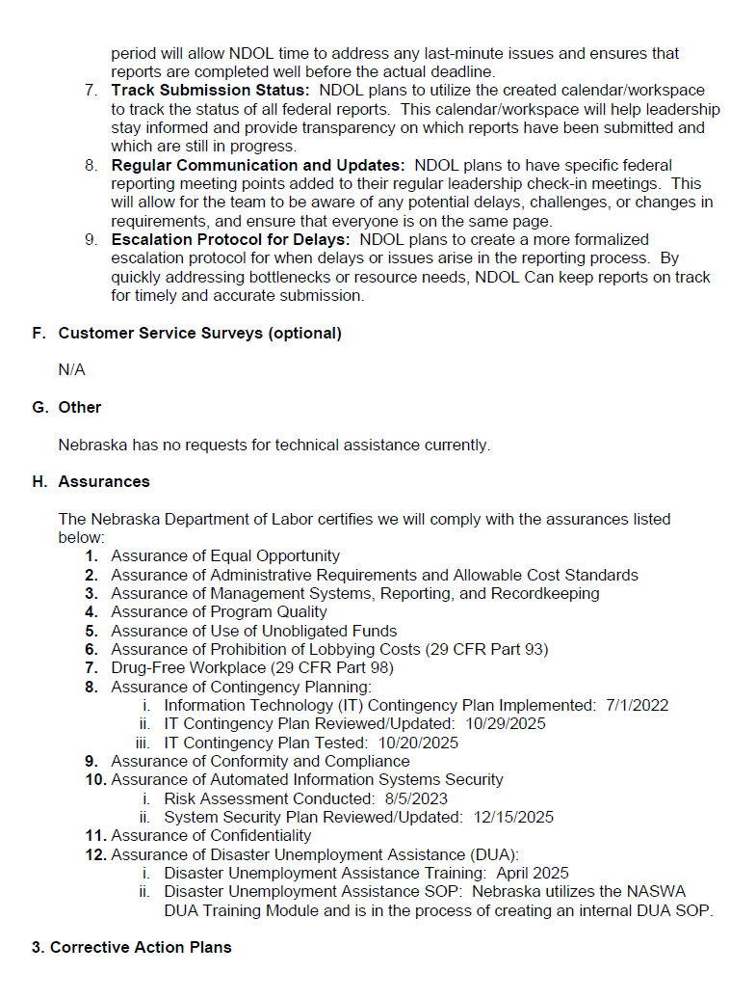 period will allow NDOL time to address any last-minute issues and ensures that
reports are completed well before the actual deadline.
7. Track Submission Status:  NDOL plans to utilize the created calendar/workspace
to track the status of all federal reports.  This calendar/workspace will help leadership
stay informed and provide transparency on which reports have been submitted and
which are still in progress.
8. Regular Communication and Updates:  NDOL plans to have specific federal
reporting meeting points added to their regular leadership check-in meetings.  This
will allow for the team to be aware of any potential delays, challenges, or changes in
requirements, and ensure that everyone is on the same page.
9. Escalation Protocol for Delays:  NDOL plans to create a more formalized
escalation protocol for when delays or issues arise in the reporting process.  By
quickly addressing bottlenecks or resource needs, NDOL Can keep reports on track
for timely and accurate submission.
F. Customer Service Surveys (optional)
N/A
G. Other
Nebraska has no requests for technical assistance currently.
H. Assurances
The Nebraska Department of Labor certifies we will comply with the assurances listed
below:
1. Assurance of Equal Opportunity
2. Assurance of Administrative Requirements and Allowable Cost Standards
3. Assurance of Management Systems, Reporting, and Recordkeeping
4. Assurance of Program Quality
5. Assurance of Use of Unobligated Funds
6. Assurance of Prohibition of Lobbying Costs (29 CFR Part 93)
7. Drug-Free Workplace (29 CFR Part 98)
8. Assurance of Contingency Planning:
i. Information Technology (IT) Contingency Plan Implemented:  7/1/2022
ii. IT Contingency Plan Reviewed/Updated:  10/29/2025
iii. IT Contingency Plan Tested:  10/20/2025
9. Assurance of Conformity and Compliance
10. Assurance of Automated Information Systems Security
i. Risk Assessment Conducted:  8/5/2023
ii. System Security Plan Reviewed/Updated:  12/15/2025
11. Assurance of Confidentiality
12. Assurance of Disaster Unemployment Assistance (DUA):
i. Disaster Unemployment Assistance Training:  April 2025
ii. Disaster Unemployment Assistance SOP:  Nebraska utilizes the NASWA
DUA Training Module and is in the process of creating an internal DUA SOP.
3. Corrective Action Plans